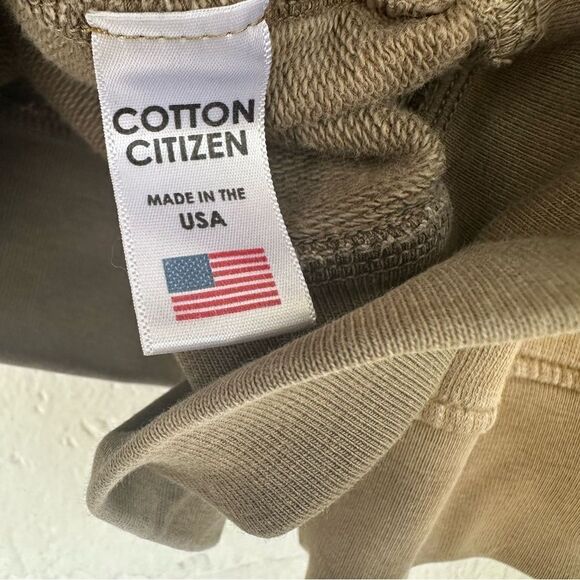 COTTON
CITIZEN
MADE IN THE
USA